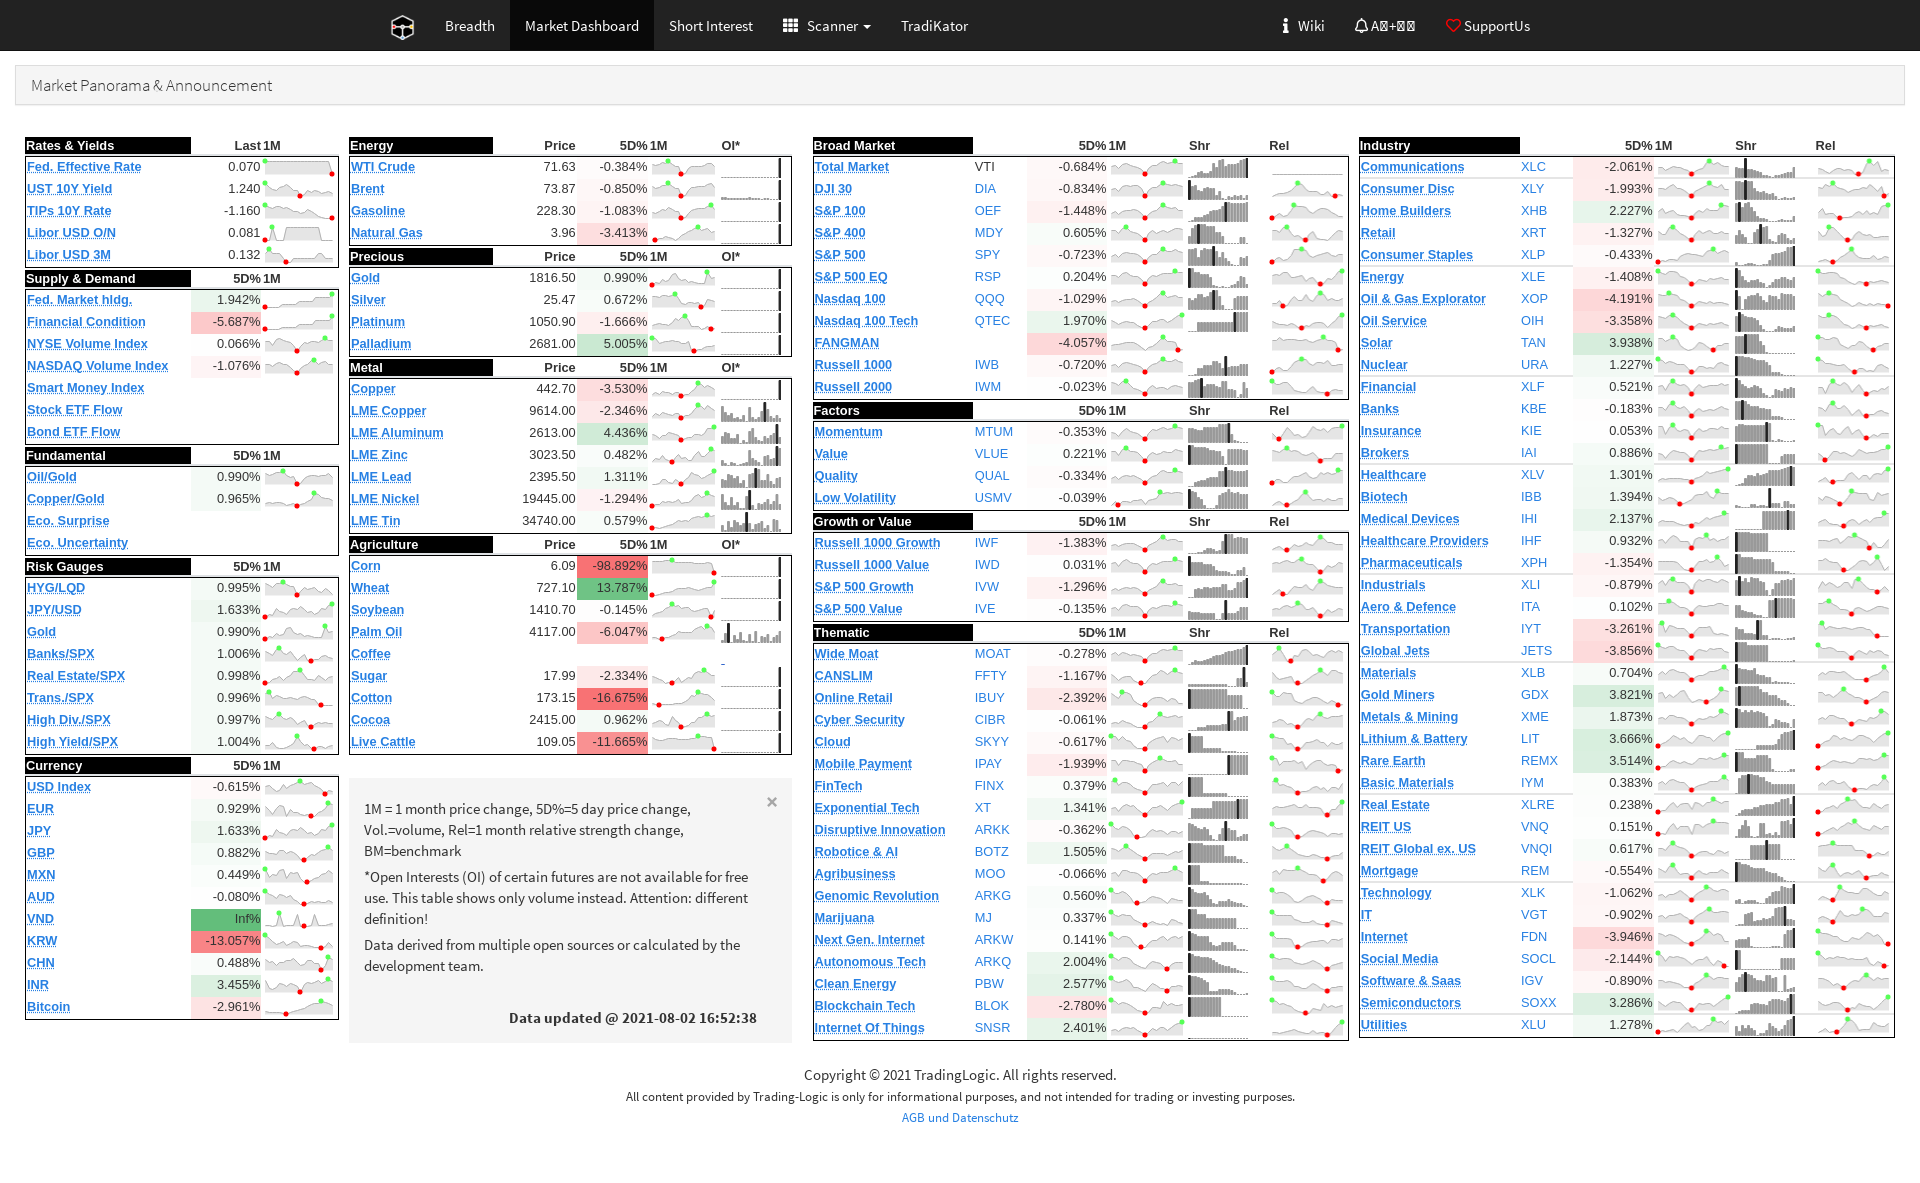 Breadth Market Dashboard Short Interest Scanner TradiKator Wiki SupportUs
Market Panorama & Announcement
Rates & Yields Last 1M
Fed. Effective Rate 0.070
UST 10Y Yield 1.240
TIPs 10Y Rate -1.160
Libor USD O/N 0.081
Libor USD 3M 0.132
Supply & Demand 5D% 1M
Fed. Market hldg. 1.942%
Financial Condition -5.687%
NYSE Volume Index 0.066%
NASDAQ Volume Index -1.076%
Smart Money Index
Stock ETF Flow
Bond ETF Flow
Fundamental 5D% 1M
Oil/Gold 0.990%
Copper/Gold 0.965%
Eco. Surprise
Eco. Uncertainty
Risk Gauges 5D% 1M
HYG/LQD 0.995%
JPY/USD 1.633%
Gold 0.990%
Banks/SPX 1.006%
Real Estate/SPX 0.998%
Trans./SPX 0.996%
High Div./SPX 0.997%
High Yield/SPX 1.004%
Currency 5D% 1M
USD Index -0.615%
EUR 0.929%
JPY 1.633%
GBP 0.882%
MXN 0.449%
AUD -0.080%
VND Inf%
KRW -13.057%
CHN 0.488%
INR 3.455%
Bitcoin -2.961%
Energy Price 5D% 1M OI*
WTI Crude 71.63 -0.384%
Brent 73.87 -0.850%
Gasoline 228.30 -1.083%
Natural Gas 3.96 -3.413%
Precious Price 5D% 1M OI*
Gold 1816.50 0.990%
Silver 25.47 0.672%
Platinum 1050.90 -1.666%
Palladium 2681.00 5.005%
Metal Price 5D% 1M OI*
Copper 442.70 -3.530%
LME Copper 9614.00 -2.346%
LME Aluminum 2613.00 4.436%
LME Zinc 3023.50 0.482%
LME Lead 2395.50 1.311%
LME Nickel 19445.00 -1.294%
LME Tin 34740.00 0.579%
Agriculture Price 5D% 1M OI*
Corn 6.09 -98.892%
Wheat 727.10 13.787%
Soybean 1410.70 -0.145%
Palm Oil 4117.00 -6.047%
Coffee -
Sugar 17.99 -2.334%
Cotton 173.15 -16.675%
Cocoa 2415.00 0.962%
Live Cattle 109.05 -11.665%
×
1M = 1 month price change, 5D%=5 day price change,
Vol.=volume, Rel=1 month relative strength change,
BM=benchmark
*Open Interests (OI) of certain futures are not available for free
use. This table shows only volume instead. Attention: different
definition!
Data derived from multiple open sources or calculated by the
development team.
Data updated @ 2021-08-02 16:52:38
Broad Market 5D% 1M Shr Rel
Total Market VTI -0.684%
DJI 30 DIA -0.834%
S&P 100 OEF -1.448%
S&P 400 MDY 0.605%
S&P 500 SPY -0.723%
S&P 500 EQ RSP 0.204%
Nasdaq 100 QQQ -1.029%
Nasdaq 100 Tech QTEC 1.970%
FANGMAN -4.057%
Russell 1000 IWB -0.720%
Russell 2000 IWM -0.023%
Factors 5D% 1M Shr Rel
Momentum MTUM -0.353%
Value VLUE 0.221%
Quality QUAL -0.334%
Low Volatility USMV -0.039%
Growth or Value 5D% 1M Shr Rel
Russell 1000 Growth IWF -1.383%
Russell 1000 Value IWD 0.031%
S&P 500 Growth IVW -1.296%
S&P 500 Value IVE -0.135%
Thematic 5D% 1M Shr Rel
Wide Moat MOAT -0.278%
CANSLIM FFTY -1.167%
Online Retail IBUY -2.392%
Cyber Security CIBR -0.061%
Cloud SKYY -0.617%
Mobile Payment IPAY -1.939%
FinTech FINX 0.379%
Exponential Tech XT 1.341%
Disruptive Innovation ARKK -0.362%
Robotice & AI BOTZ 1.505%
Agribusiness MOO -0.066%
Genomic Revolution ARKG 0.560%
Marijuana MJ 0.337%
Next Gen. Internet ARKW 0.141%
Autonomous Tech ARKQ 2.004%
Clean Energy PBW 2.577%
Blockchain Tech BLOK -2.780%
Internet Of Things SNSR 2.401%
Industry 5D% 1M Shr Rel
Communications XLC -2.061%
Consumer Disc XLY -1.993%
Home Builders XHB 2.227%
Retail XRT -1.327%
Consumer Staples XLP -0.433%
Energy XLE -1.408%
Oil & Gas Explorator XOP -4.191%
Oil Service OIH -3.358%
Solar TAN 3.938%
Nuclear URA 1.227%
Financial XLF 0.521%
Banks KBE -0.183%
Insurance KIE 0.053%
Brokers IAI 0.886%
Healthcare XLV 1.301%
Biotech IBB 1.394%
Medical Devices IHI 2.137%
Healthcare Providers IHF 0.932%
Pharmaceuticals XPH -1.354%
Industrials XLI -0.879%
Aero & Defence ITA 0.102%
Transportation IYT -3.261%
Global Jets JETS -3.856%
Materials XLB 0.704%
Gold Miners GDX 3.821%
Metals & Mining XME 1.873%
Lithium & Battery LIT 3.666%
Rare Earth REMX 3.514%
Basic Materials IYM 0.383%
Real Estate XLRE 0.238%
REIT US VNQ 0.151%
REIT Global ex. US VNQI 0.617%
Mortgage REM -0.554%
Technology XLK -1.062%
IT VGT -0.902%
Internet FDN -3.946%
Social Media SOCL -2.144%
Software & Saas IGV -0.890%
Semiconductors SOXX 3.286%
Utilities XLU 1.278%
Copyright © 2021 TradingLogic. All rights reserved.
All content provided by Trading-Logic is only for informational purposes, and not intended for trading or investing purposes.
AGB und Datenschutz